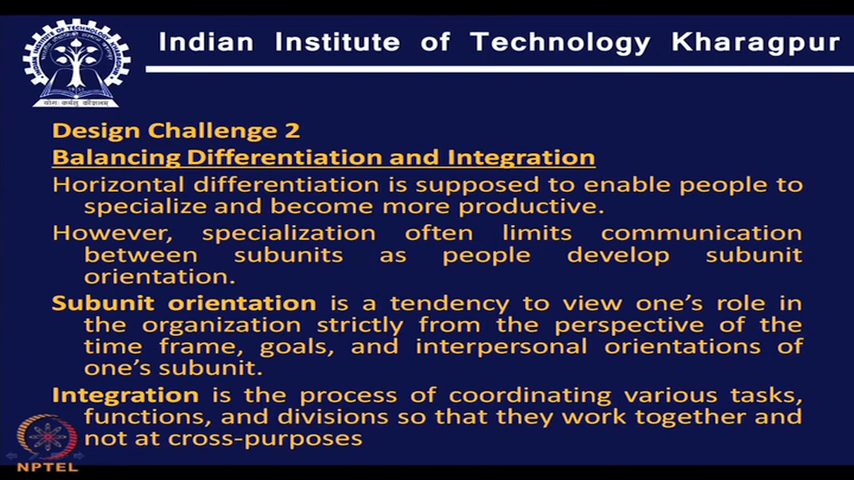 Indian Institute of Technology Kharagpur
Design Challenge 2
Balancing Differentiation and Integration
Horizontal differentiation is supposed to enable people to
specialize and become more productive.
However, specialization often limits communication
between subunits as people develop subunit
orientation.
Subunit orientation is a tendency to view one's role in
the organization strictly from the perspective of the
time frame, goals, and interpersonal orientations of
one's subunit.
Integration is the process of coordinating various tasks,
functions, and divisions so that they work together and
not at cross-purposes
NPTEL